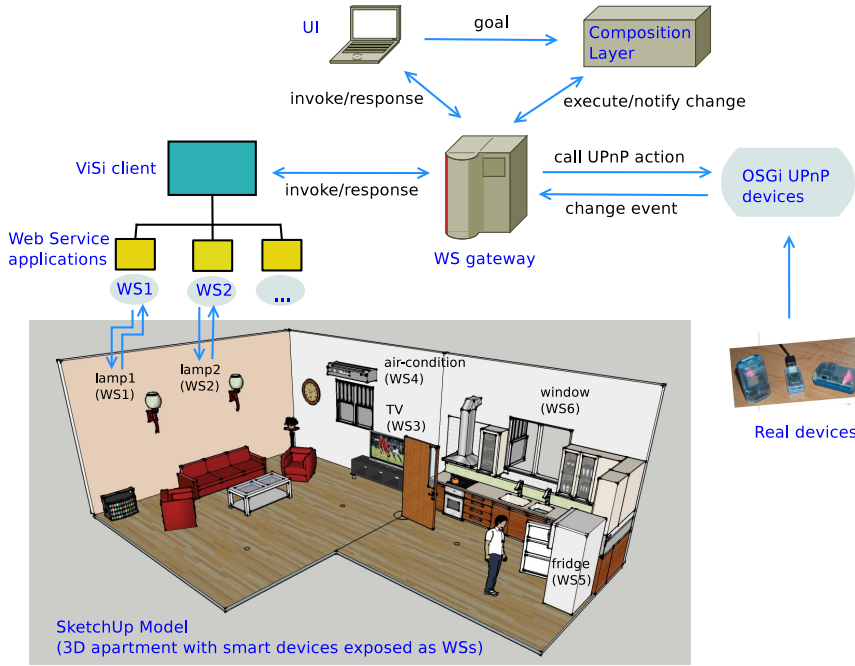 UI
goal
Composition
Layer
invoke/response
execute/notify change
ViSi client
invoke/response
call UPnP action
change event
OSGi UPnP
devices
WS gateway
Web Service
applications
WS1
WS2
...
lamp1
(WS1)
lamp2
(WS2)
air-condition
(WS4)
TV
(WS3)
window
(WS6)
fridge
(WS5)
Real devices
SketchUp Model
(3D apartment with smart devices exposed as WSs)